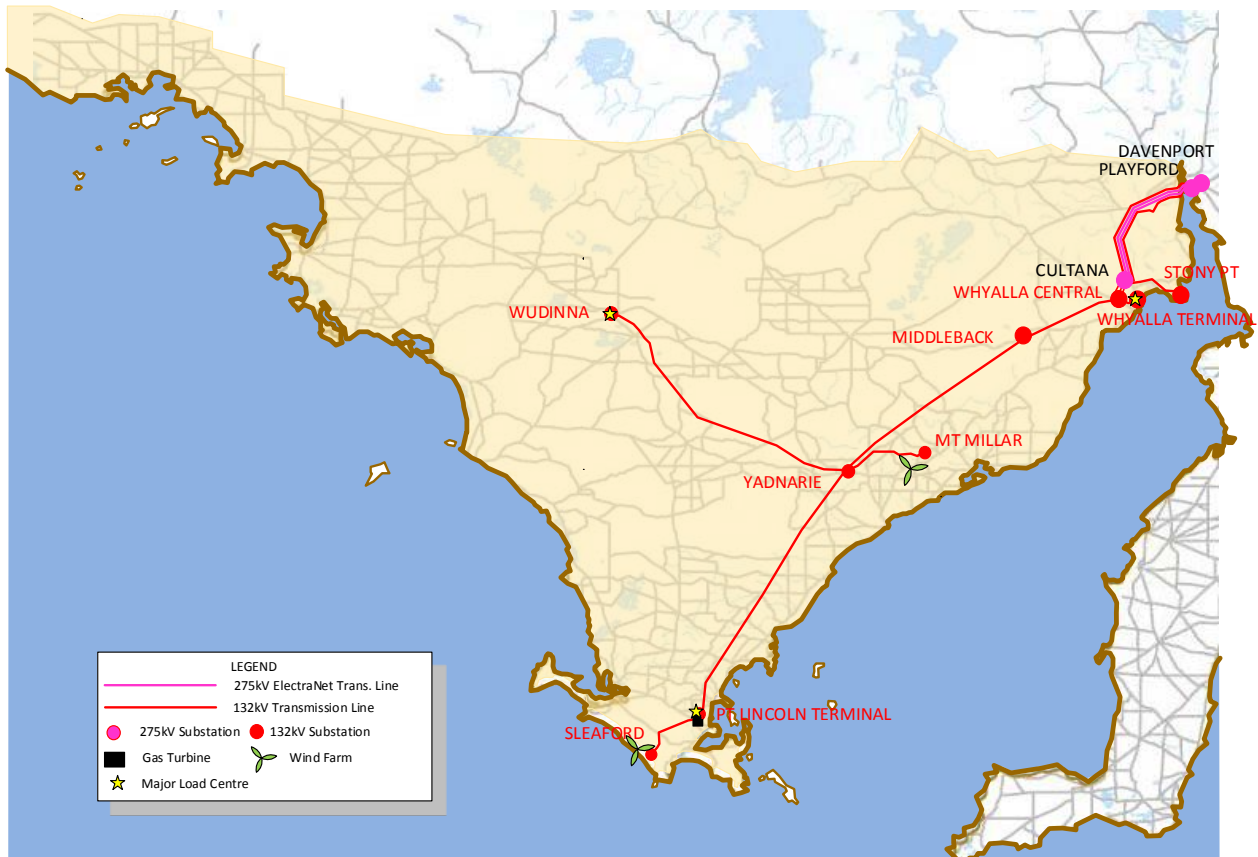 DAVENPORT
PLAYFORD
CULTANA
STONY PT
WHYALLA CENTRAL
WUDINNA
WHYALLA TERMINAL
MIDDLEBACK
MT MILLAR
YADNARIE
PT LINCOLN TERMINAL
SLEAFORD
LEGEND
275kV ElectraNet Trans. Line
132kV Transmission Line
275kV Substation
132kV Substation
Gas Turbine
Wind Farm
Major Load Centre